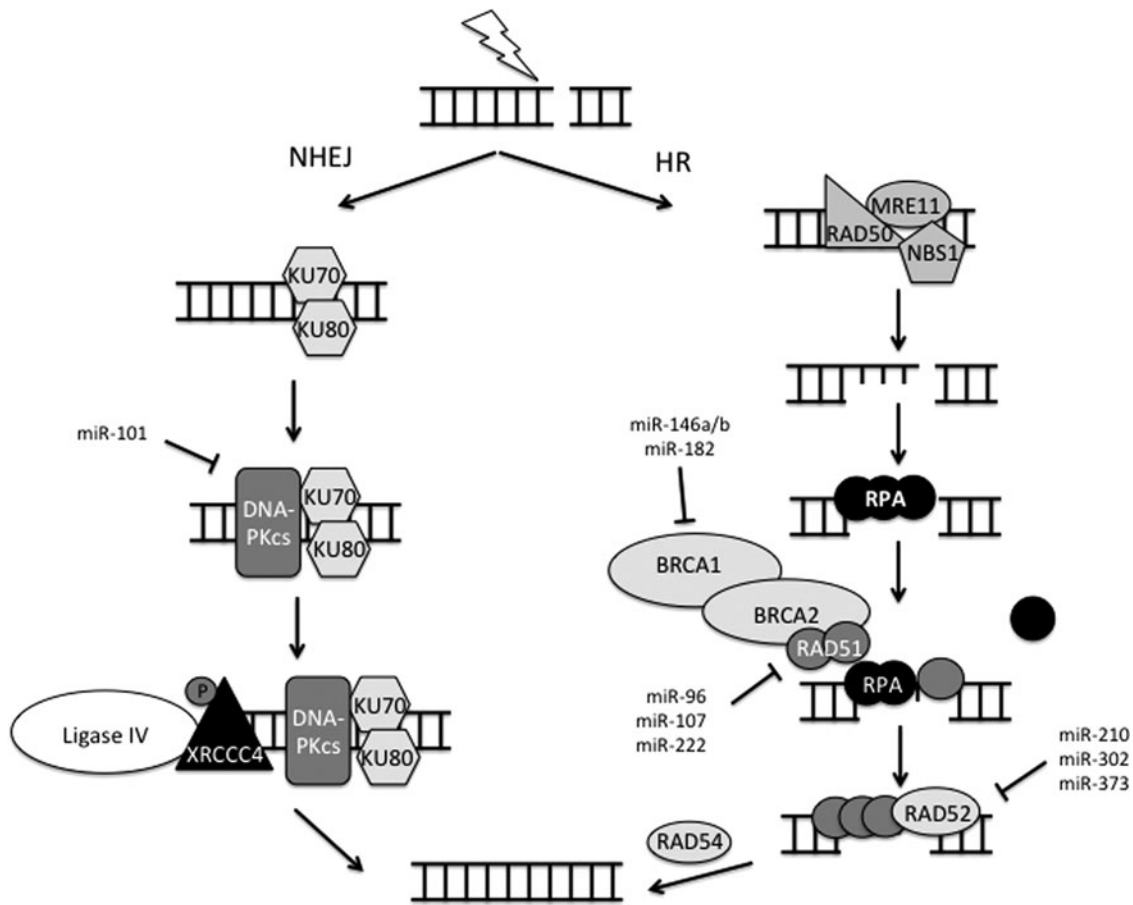 NHEJ
HR
MRE11
RAD50
NBS1
KU70
KU80
miR-101
DNA-
PKcs
KU70
KU80
miR-146a/b
miR-182
RPA
BRCA1
BRCA2
RAD51
RPA
miR-96
miR-107
miR-222
P
Ligase IV
XRCCC4
DNA-
PKcs
KU70
KU80
miR-210
miR-302
miR-373
RAD52
RAD54